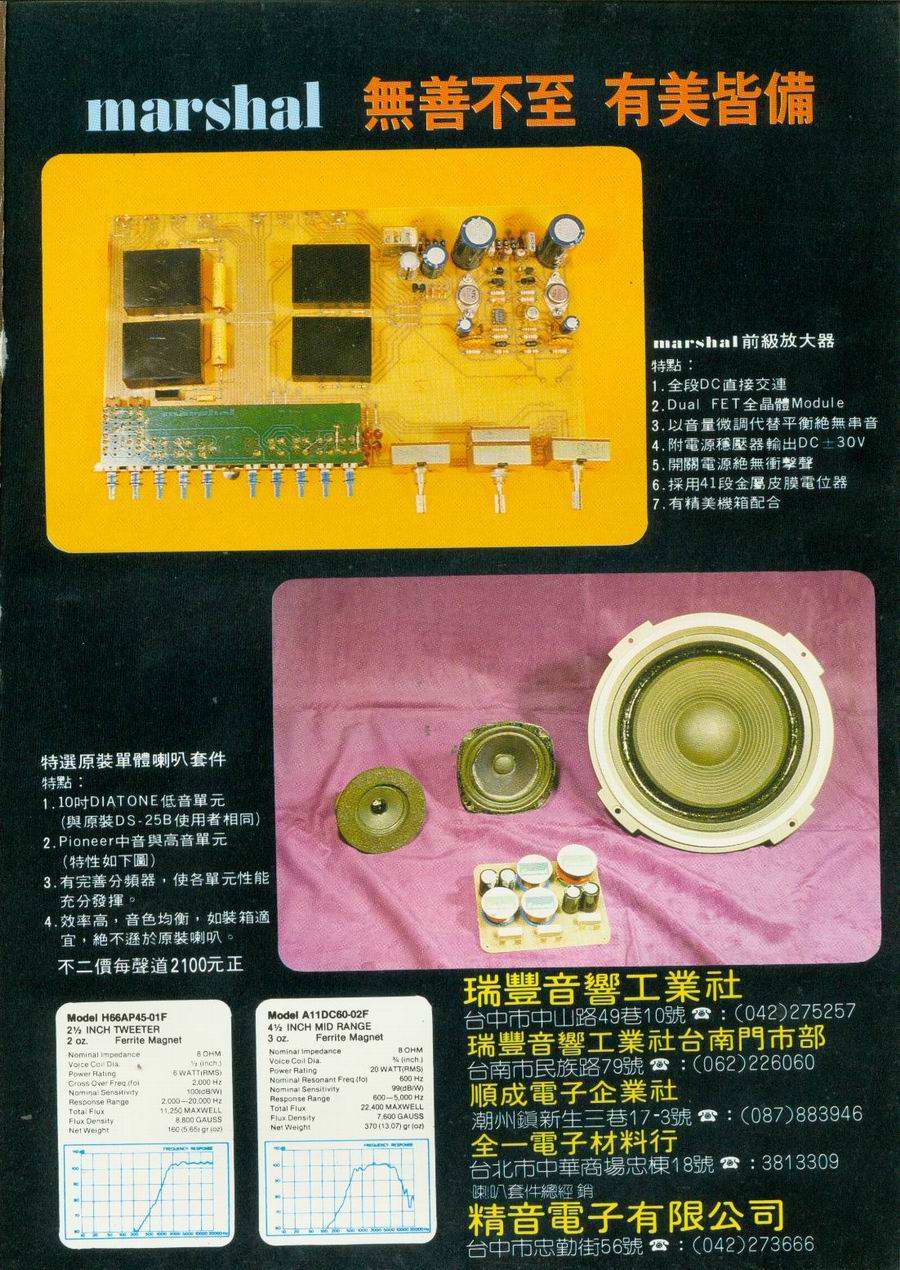 marshal 無善不至 有美皆備
marshal前級放大器
特點：
1.全段DC直接交連
2.Dual FET全晶體Module
3.以音量微調代替平衡絕無串音
4.附電源穩壓器輸出DC±30V
5.開關電源絕無衝擊聲
6.採用41段金屬皮膜電位器
7.有精美機箱配合
特選原裝單體喇叭套件
特點：
1.10吋DIATONE低音單元
(與原裝DS-25B使用者相同)
2.Pioneer中音與高音單元
(特性如下圖)
3.有完善分頻器，使各單元性能
充分發揮。
4.效率高，音色均衡，如裝箱適
宜，絕不遜於原裝喇叭。
不二價每聲道2100元正
Model H66AP45-01F
2½ INCH TWEETER
2 oz. Ferrite Magnet
Nominal Impedance 8 OHM
Voice Coil Dia. ½ (inch.)
Power Rating 6 WATT(RMS)
Cross Over Freq.(fo) 2,000 Hz
Nominal Sensitivity 100(dB/W)
Response Range 2,000—20,000 Hz
Total Flux 11,250 MAXWELL
Flux Density 8,800 GAUSS
Net Weight 160 (5.65) gr (oz)
FREQUENCY RESPONSE
Model A11DC60-02F
4½ INCH MID RANGE
3 oz. Ferrite Magnet
Nominal Impedance 8 OHM
Voice Coil Dia. ¾ (inch.)
Power Rating 20 WATT(RMS)
Nominal Resonant Freq.(fo) 600 Hz
Nominal Sensitivity 99(dB/W)
Response Range 600—5,000 Hz
Total Flux 22,400 MAXWELL
Flux Density 7,600 GAUSS
Net Weight 370 (13.07) gr (oz)
FREQUENCY RESPONSE
瑞豐音響工業社
台中市中山路49巷10號☎：(042)275257
瑞豐音響工業社台南門市部
台南市民族路79號☎：(062)226060
順成電子企業社
潮州鎮新生三巷17-3號☎：(087)883946
全一電子材料行
台北市中華商場忠棟18號☎：3813309
喇叭套件總經銷
精音電子有限公司
台中市忠勤街56號☎：(042)273666